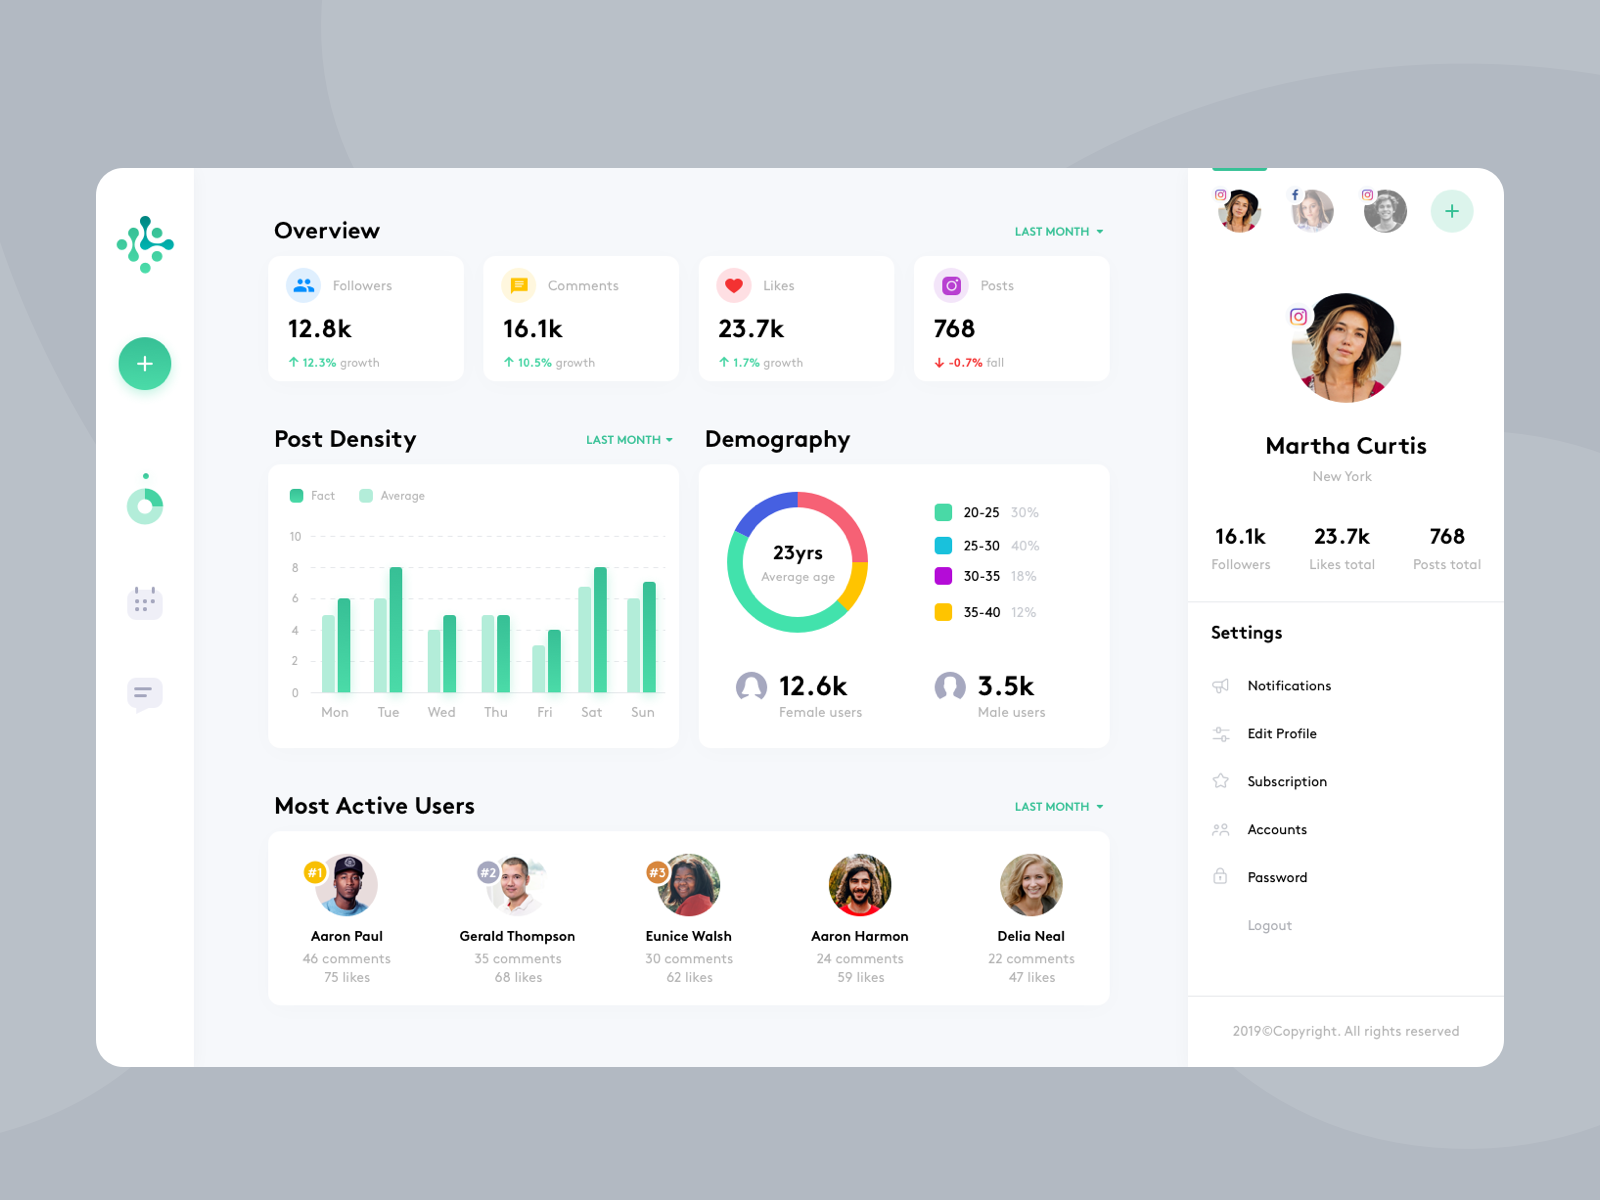 Overview
LAST MONTH
Followers
12.8k
12.3% growth
Comments
16.1k
10.5% growth
Likes
23.7k
1.7% growth
Posts
768
-0.7% fall
Post Density
LAST MONTH
Fact
Average
10
8
6
4
2
0
Mon Tue Wed Thu Fri Sat Sun
Demography
23yrs
Average age
20-25 30%
25-30 40%
30-35 18%
35-40 12%
12.6k
Female users
3.5k
Male users
Most Active Users
LAST MONTH
#1
Aaron Paul
46 comments
75 likes
#2
Gerald Thompson
35 comments
68 likes
#3
Eunice Walsh
30 comments
62 likes
Aaron Harmon
24 comments
59 likes
Delia Neal
22 comments
47 likes
Martha Curtis
New York
16.1k
Followers
23.7k
Likes total
768
Posts total
Settings
Notifications
Edit Profile
Subscription
Accounts
Password
Logout
2019©Copyright. All rights reserved